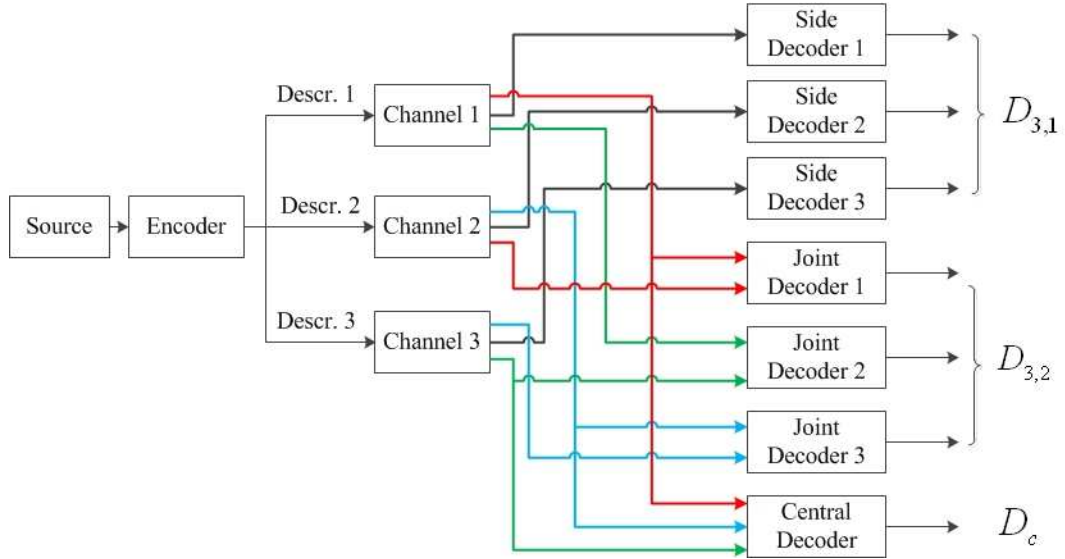 Source
Encoder
Descr. 1
Descr. 2
Descr. 3
Channel 1
Channel 2
Channel 3
Side
Decoder 1
Side
Decoder 2
Side
Decoder 3
Joint
Decoder 1
Joint
Decoder 2
Joint
Decoder 3
Central
Decoder
D3,1
D3,2
Dc